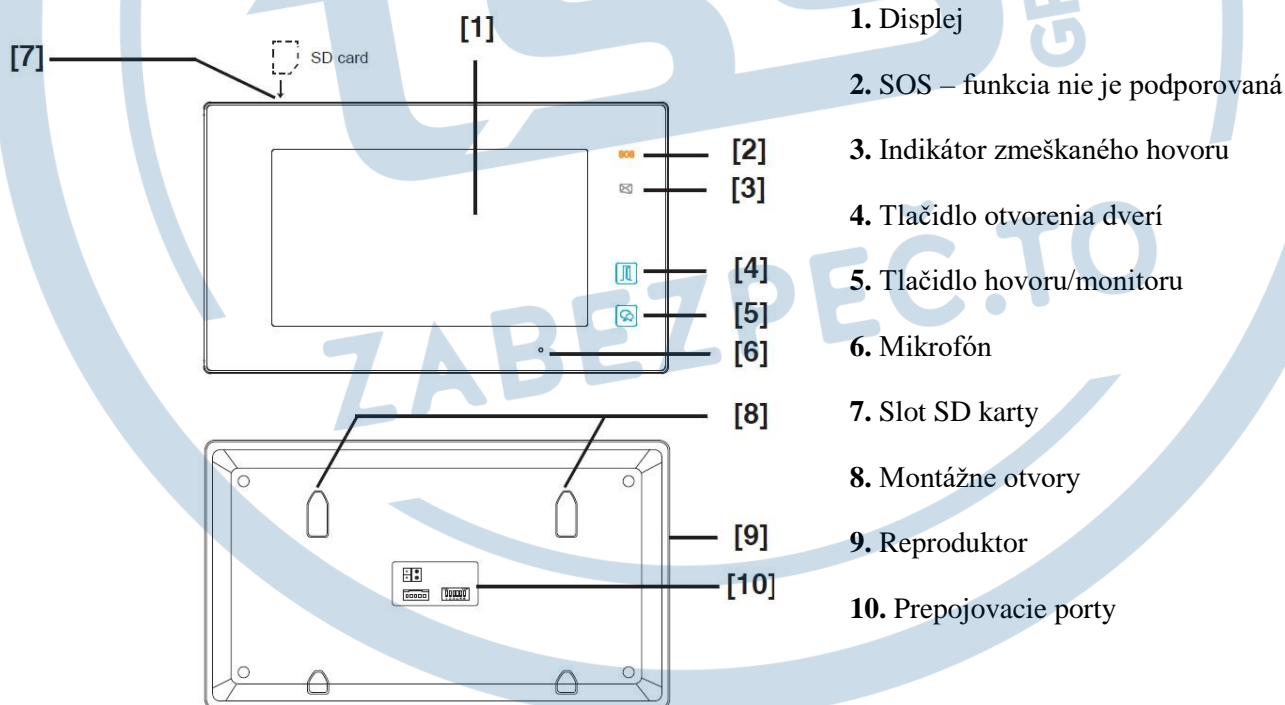 [1]
[7]
SD card
[2]
[3]
SOS
[4]
[5]
[6]
[8]
[9]
[10]
1. Displej
2. SOS – funkcia nie je podporovaná
3. Indikátor zmeškaného hovoru
4. Tlačidlo otvorenia dverí
5. Tlačidlo hovoru/monitoru
6. Mikrofón
7. Slot SD karty
8. Montážne otvory
9. Reproduktor
10. Prepojovacie porty
ZABEZPEČ.TO